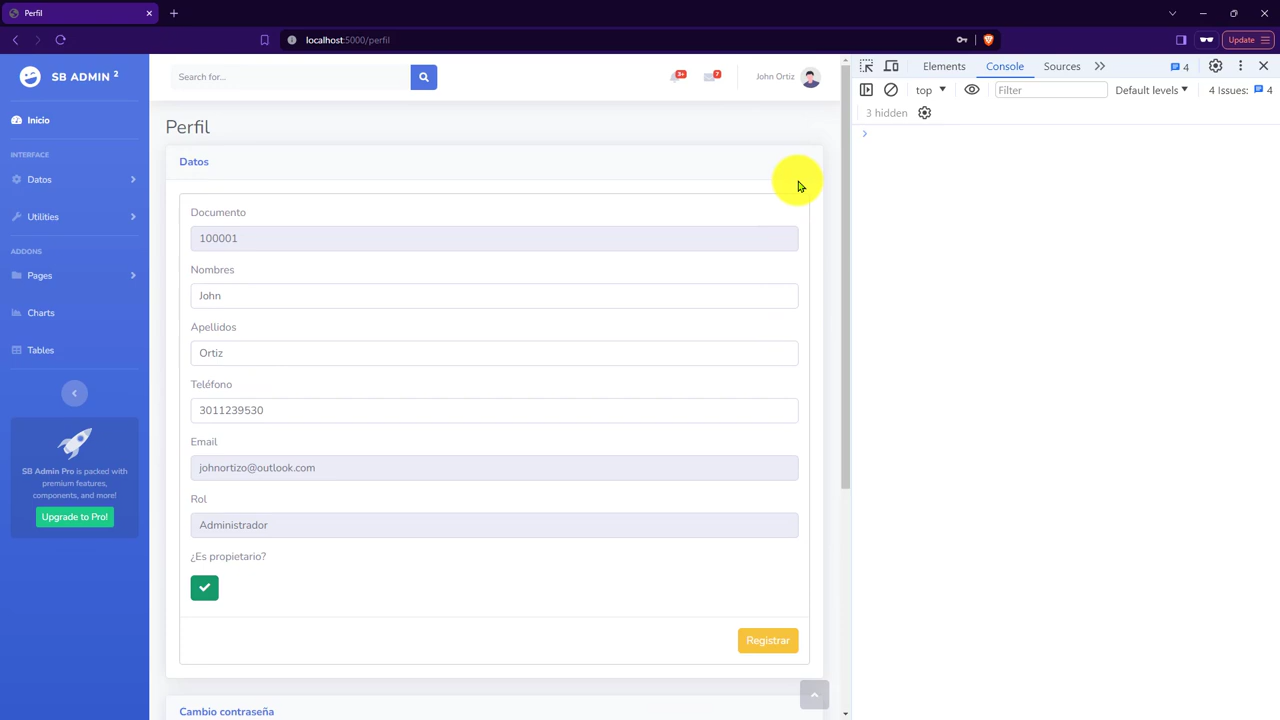 Perfil
localhost:5000/perfil
Update
SB ADMIN 2
Inicio
INTERFACE
Datos
Utilities
ADDONS
Pages
Charts
Tables
SB Admin Pro is packed with
premium features,
components, and more!
Upgrade to Pro!
Search for...
3+
7
John Ortiz
Perfil
Datos
Documento
100001
Nombres
John
Apellidos
Ortiz
Teléfono
3011239530
Email
johnortizo@outlook.com
Rol
Administrador
¿Es propietario?
Registrar
Cambio contraseña
Elements
Console
Sources
4
top
Filter
Default levels
4 Issues:
4
3 hidden